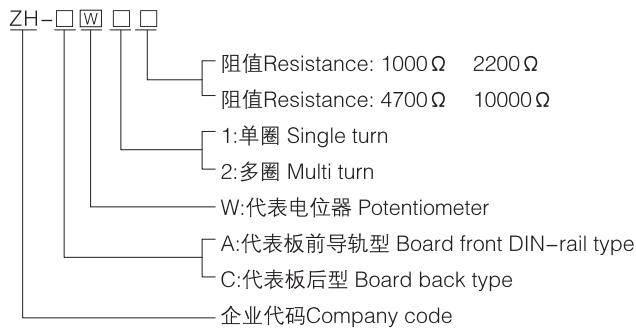 ZH-□W□□
阻值Resistance: 1000Ω 2200Ω
阻值Resistance: 4700Ω 10000Ω
1:单圈 Single turn
2:多圈 Multi turn
W:代表电位器 Potentiometer
A:代表板前导轨型 Board front DIN-rail type
C:代表板后型 Board back type
企业代码Company code